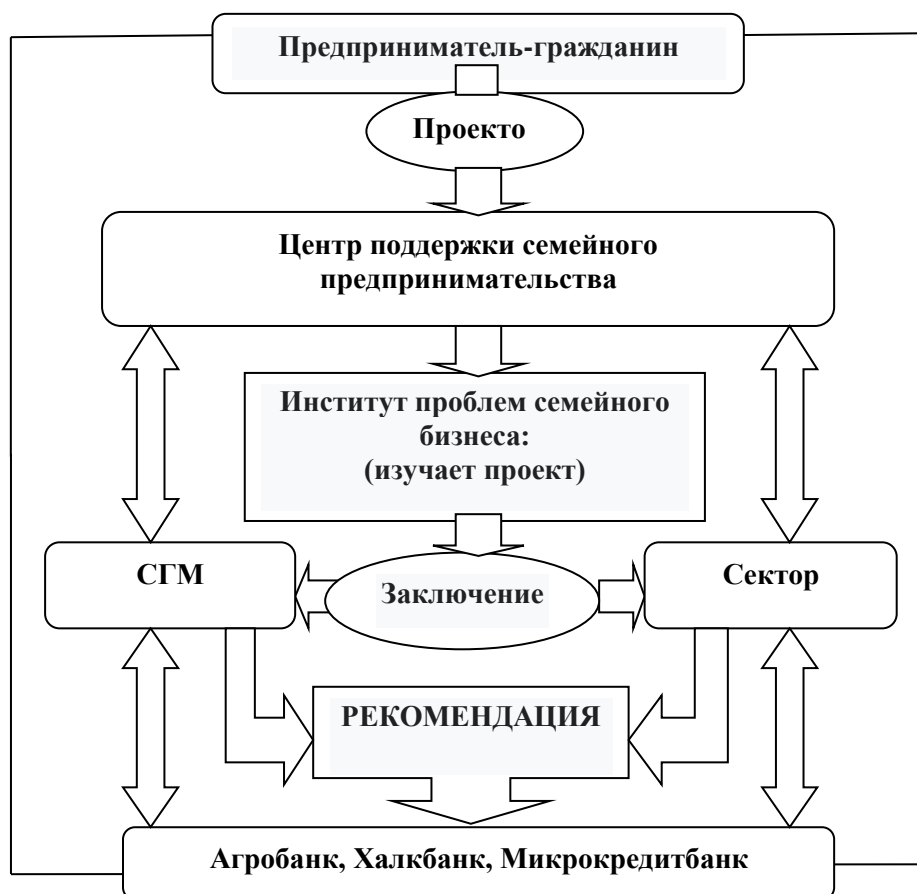 Предприниматель-гражданин
Проекто
Центр поддержки семейного
предпринимательства
Институт проблем семейного
бизнеса:
(изучает проект)
СГМ
Заключение
Сектор
РЕКОМЕНДАЦИЯ
Агробанк, Халкбанк, Микрокредитбанк